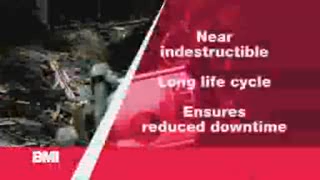 Near
indestructible
Long life cycle
Ensures
reduced downtime
BMI